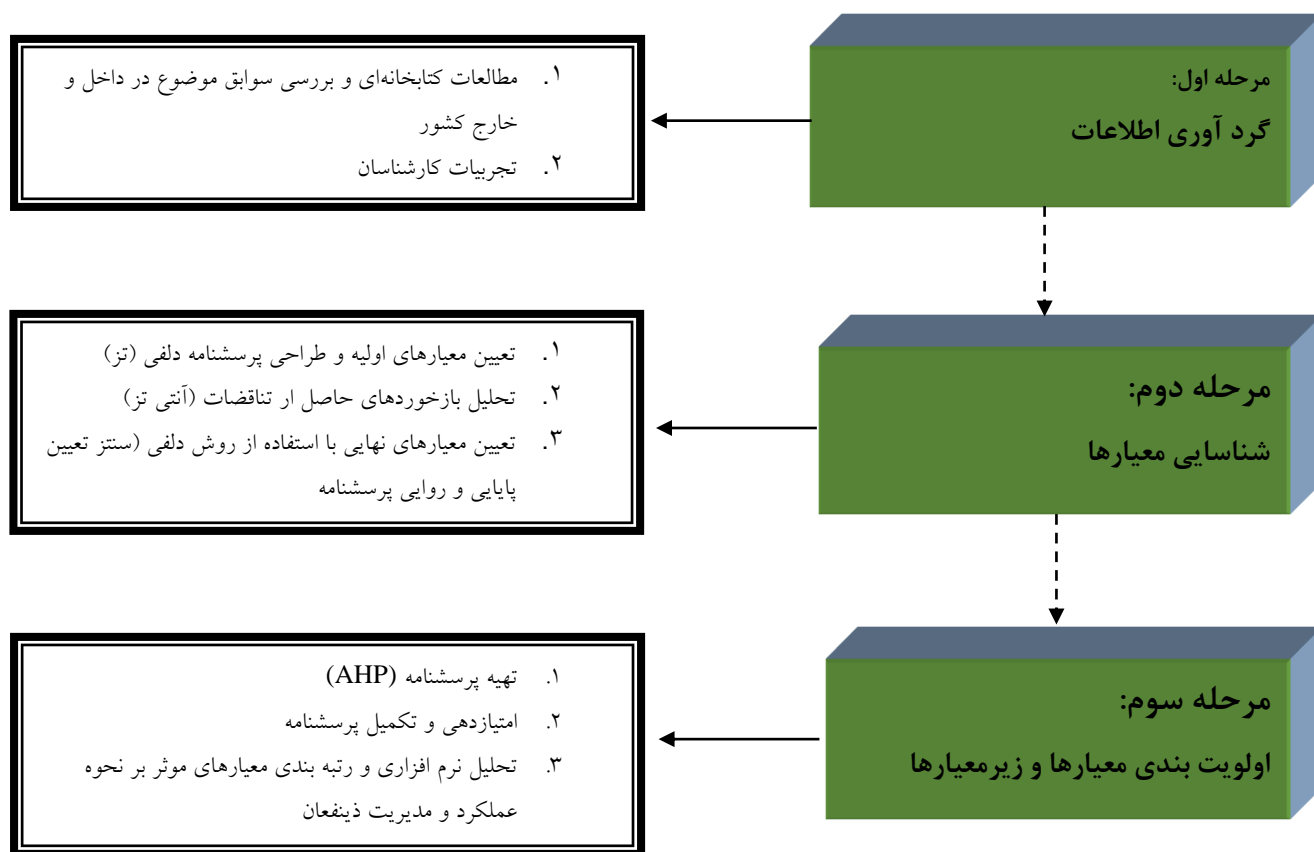 مرحله اول:
گرد آوری اطلاعات
۱. مطالعات کتابخانه‌ای و بررسی سوابق موضوع در داخل و
خارج کشور
۲. تجربیات کارشناسان
مرحله دوم:
شناسایی معیارها
۱. تعیین معیارهای اولیه و طراحی پرسشنامه دلفی (تز)
۲. تحلیل بازخوردهای حاصل ار تناقضات (آنتی تز)
۳. تعیین معیارهای نهایی با استفاده از روش دلفی (سنتز تعیین
پایایی و روایی پرسشنامه
مرحله سوم:
اولویت بندی معیارها و زیرمعیارها
۱. تهیه پرسشنامه (AHP)
۲. امتیازدهی و تکمیل پرسشنامه
۳. تحلیل نرم افزاری و رتبه بندی معیارهای موثر بر نحوه
عملکرد و مدیریت ذینفعان